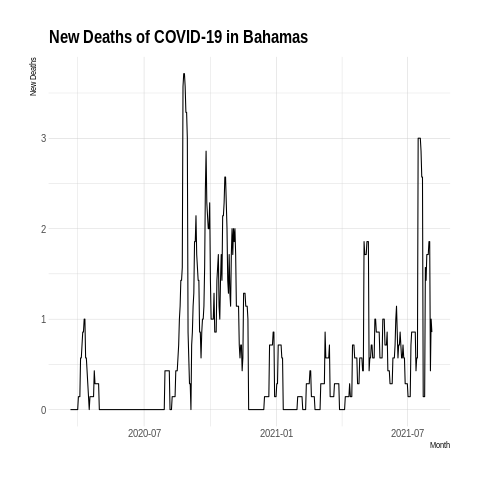 New Deaths of COVID-19 in Bahamas
New Deaths
3
2
1
0
2020-07
2021-01
2021-07
Month